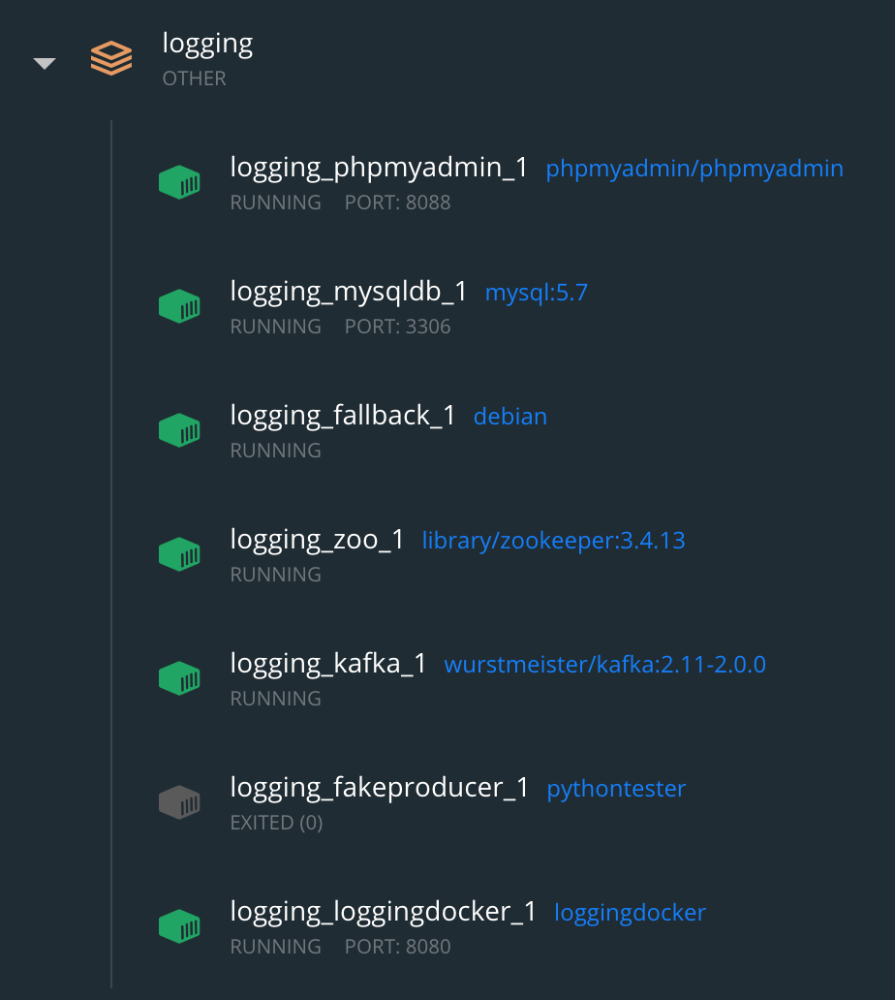 logging
OTHER
logging_phpmyadmin_1 phpmyadmin/phpmyadmin
RUNNING PORT: 8088
logging_mysqldb_1 mysql:5.7
RUNNING PORT: 3306
logging_fallback_1 debian
RUNNING
logging_zoo_1 library/zookeeper:3.4.13
RUNNING
logging_kafka_1 wurstmeister/kafka:2.11-2.0.0
RUNNING
logging_fakeproducer_1 pythontester
EXITED (0)
logging_loggingdocker_1 loggingdocker
RUNNING PORT: 8080